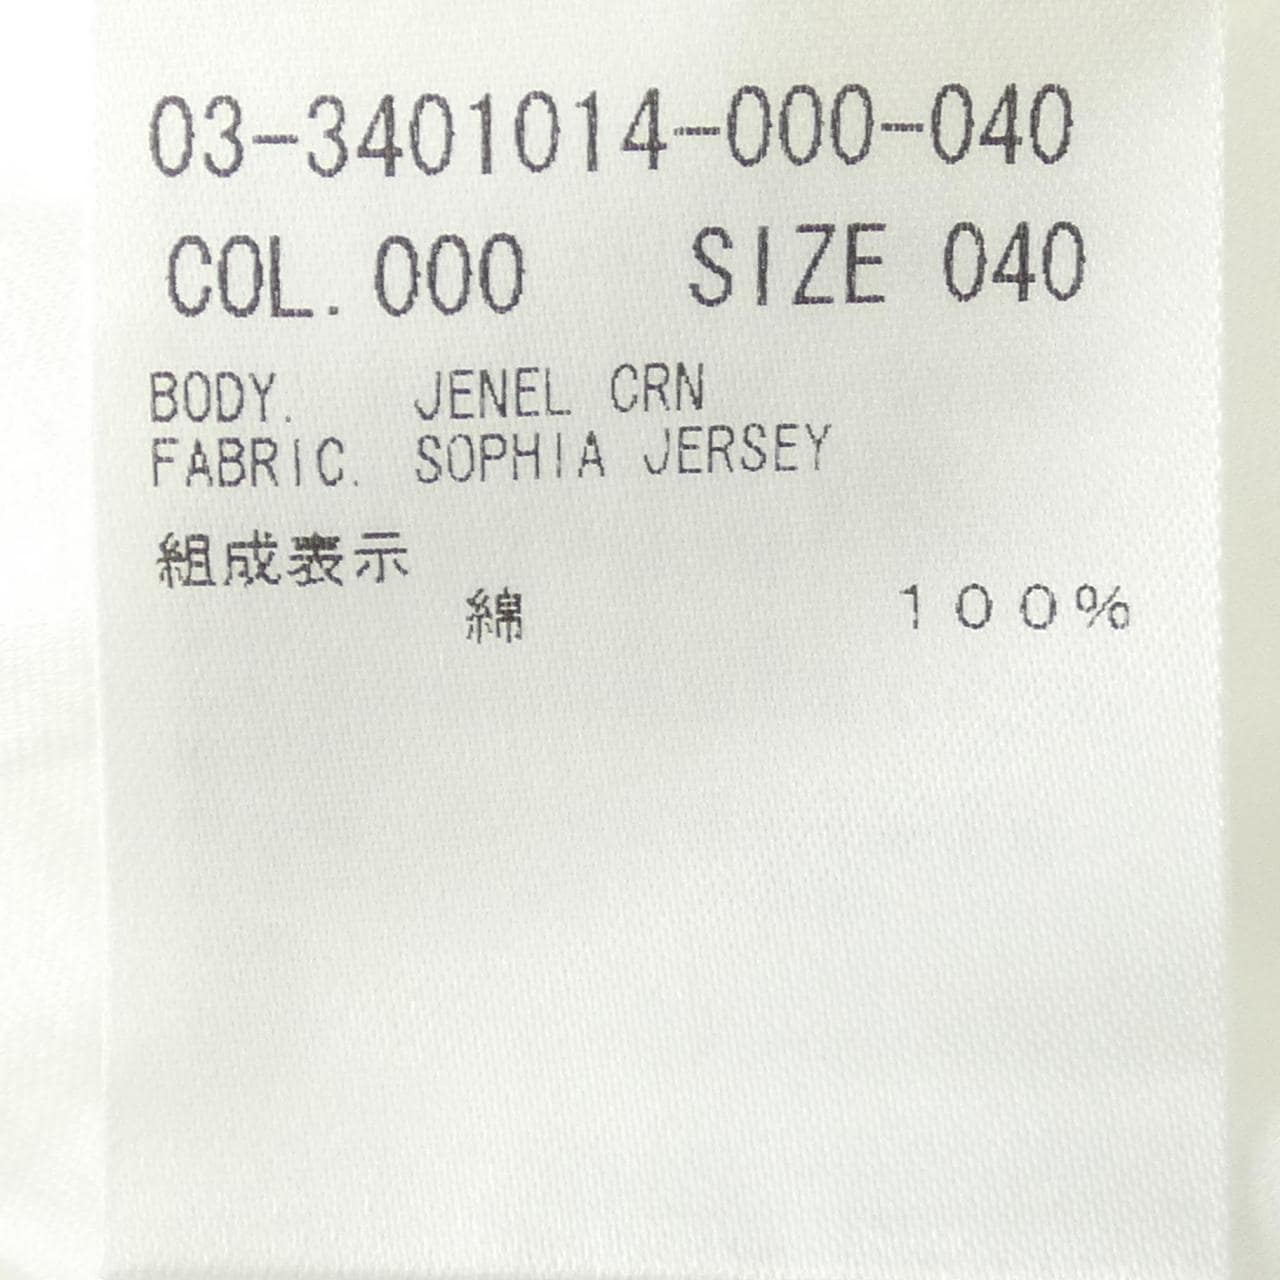 03-3401014-000-040
COL. 000 SIZE 040
BODY. JENEL CRN
FABRIC. SOPHIA JERSEY
組成表示
綿 100%